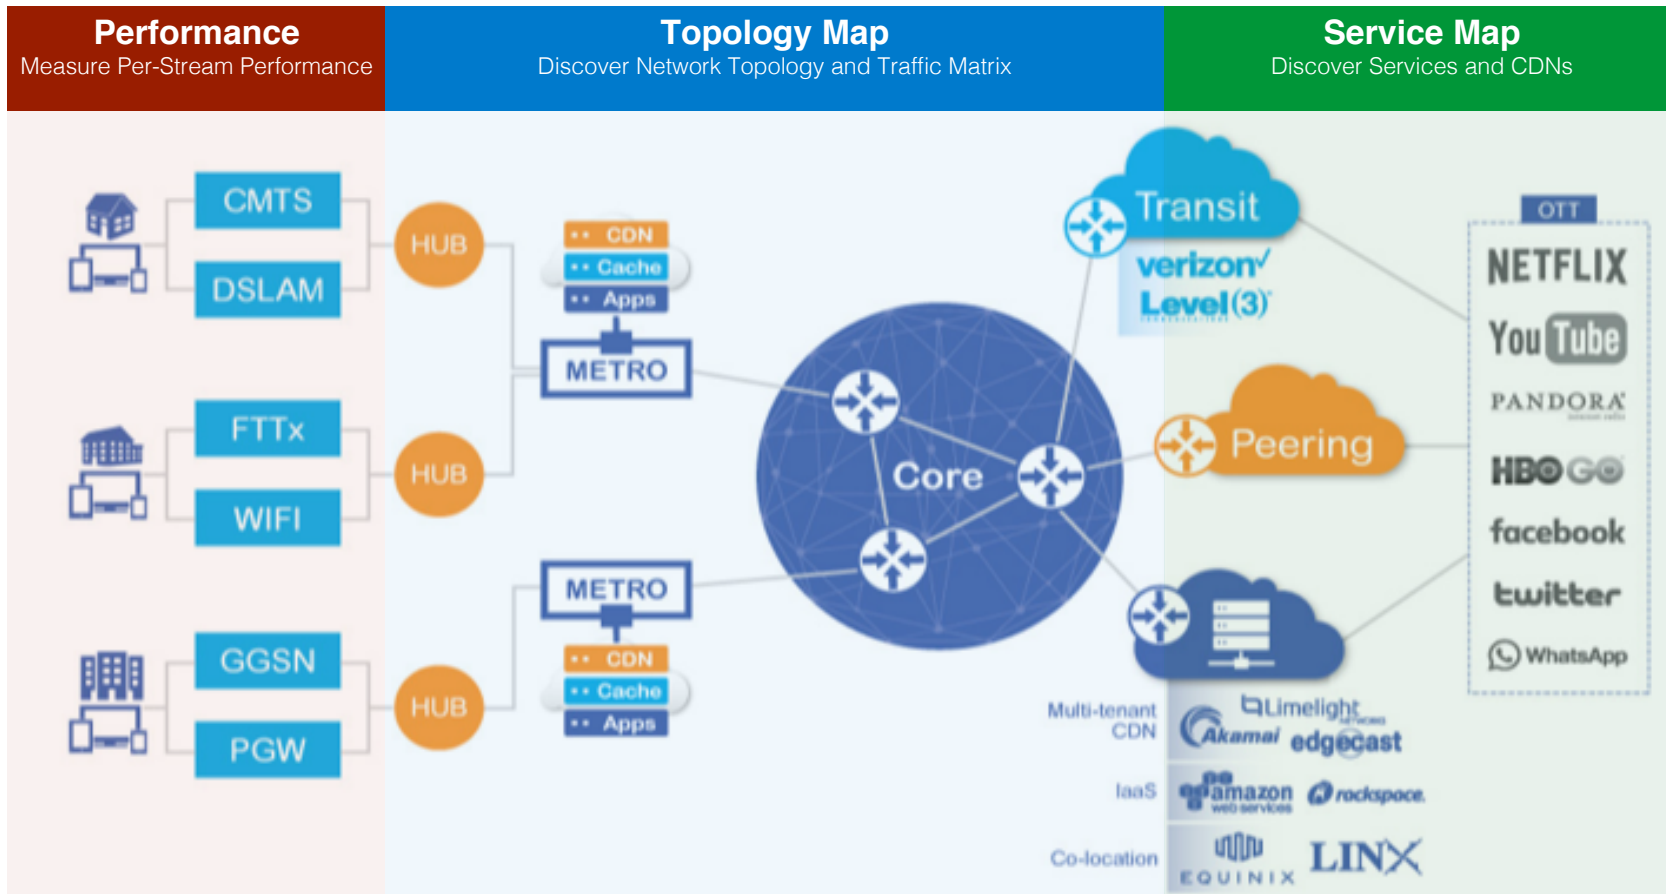 Performance
Measure Per-Stream Performance
Topology Map
Discover Network Topology and Traffic Matrix
Service Map
Discover Services and CDNs
CMTS
DSLAM
HUB
FTTx
WIFI
HUB
GGSN
PGW
HUB
CDN
Cache
Apps
METRO
METRO
CDN
Cache
Apps
Core
Transit
verizon
Level(3)
Peering
Multi-tenant
CDN
Limelight
Akamai
edgecast
IaaS
amazon
web services
rackspace.
Co-location
EQUINIX
LINX
OTT
NETFLIX
YouTube
PANDORA
internet radio
HBO GO
facebook
twitter
WhatsApp